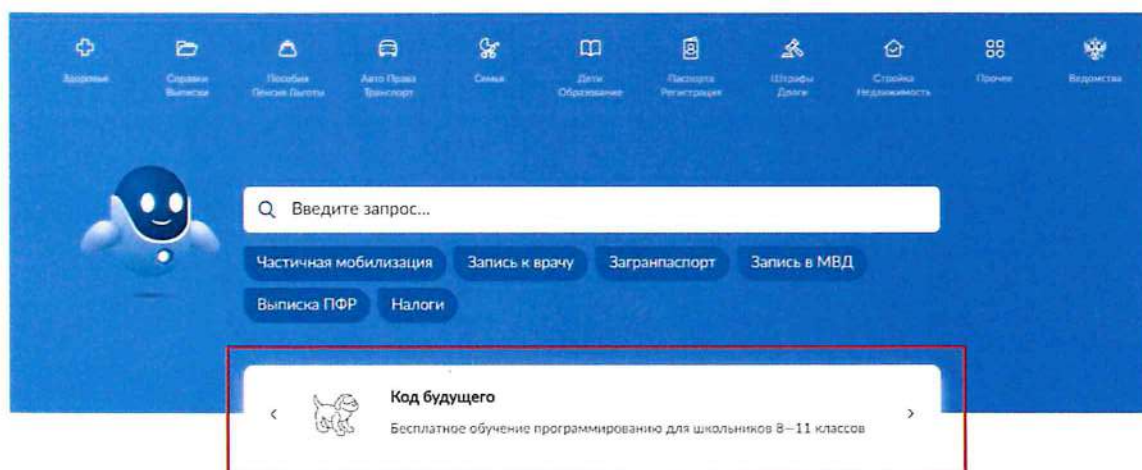 Здоровье
Справки
Выписки
Пособия
Пенсия Льготы
Авто Права
Транспорт
Семья
Дети
Образование
Паспорта
Регистрация
Штрафы
Долги
Стройка
Недвижимость
Прочее
Ведомства
Введите запрос...
Частичная мобилизация Запись к врачу Загранпаспорт Запись в МВД
Выписка ПФР Налоги
Код будущего
Бесплатное обучение программированию для школьников 8—11 классов